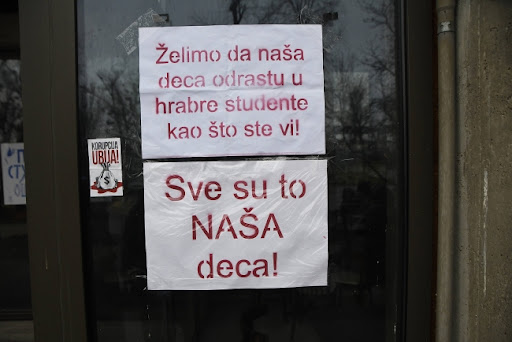 Želimo da naša
deca odrastu u
hrabre studente
kao što ste vi!
KORUPCIJA
UBIJA!
Sve su to
NAŠA
deca!